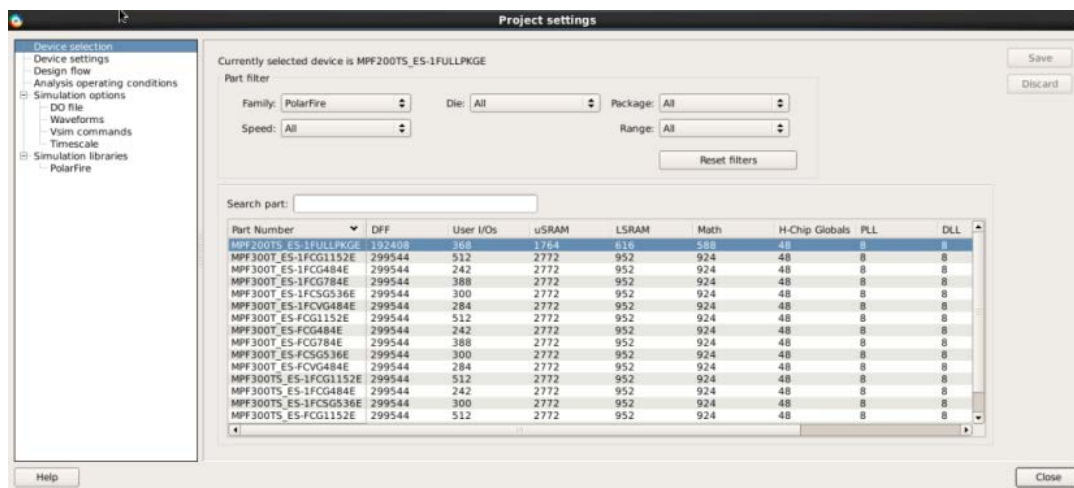 Project settings
Device selection
Device settings
Design flow
Analysis operating conditions
Simulation options
DO file
Waveforms
Vsim commands
Timescale
Simulation libraries
PolarFire
Currently selected device is MPF200TS_ES-1FULLPKGE
Part filter
Family: PolarFire Die: All Package: All
Speed: All Range: All
Reset filters
Search part:
Part Number DFF User I/Os uSRAM LSRAM Math H-Chip Globals PLL DLL
MPF200TS_ES-1FULLPKGE 192408 368 1764 616 588 48 8 8
MPF300T_ES-1FCG1152E 299544 512 2772 952 924 48 8 8
MPF300T_ES-1FCG484E 299544 242 2772 952 924 48 8 8
MPF300T_ES-1FCG784E 299544 388 2772 952 924 48 8 8
MPF300T_ES-1FCSG536E 299544 300 2772 952 924 48 8 8
MPF300T_ES-1FCVG484E 299544 284 2772 952 924 48 8 8
MPF300T_ES-FCG1152E 299544 512 2772 952 924 48 8 8
MPF300T_ES-FCG484E 299544 242 2772 952 924 48 8 8
MPF300T_ES-FCG784E 299544 388 2772 952 924 48 8 8
MPF300T_ES-FCSG536E 299544 300 2772 952 924 48 8 8
MPF300T_ES-FCVG484E 299544 284 2772 952 924 48 8 8
MPF300TS_ES-1FCG1152E 299544 512 2772 952 924 48 8 8
MPF300TS_ES-1FCG484E 299544 242 2772 952 924 48 8 8
MPF300TS_ES-1FCSG536E 299544 300 2772 952 924 48 8 8
MPF300TS_ES-FCG1152E 299544 512 2772 952 924 48 8 8
Save
Discard
Help
Close